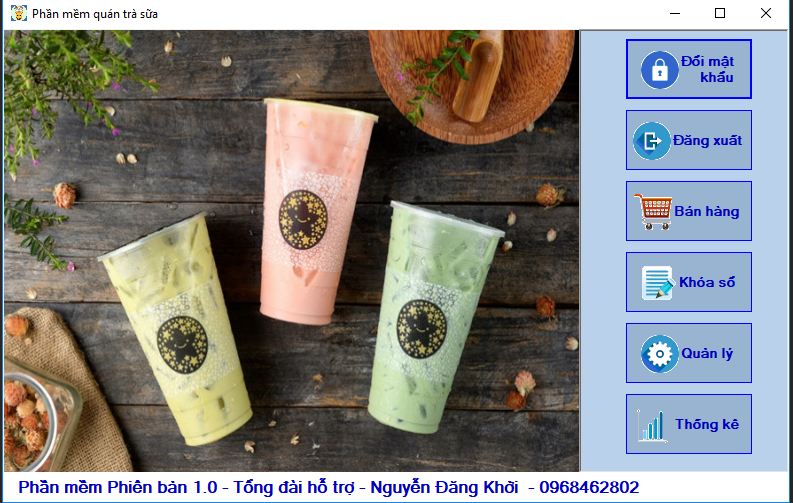 Phần mềm quán trà sữa
Đổi mật
khẩu
Đăng xuất
Bán hàng
Khóa sổ
Quản lý
Thống kê
Phần mềm Phiên bản 1.0 - Tổng đài hỗ trợ - Nguyễn Đăng Khởi - 0968462802